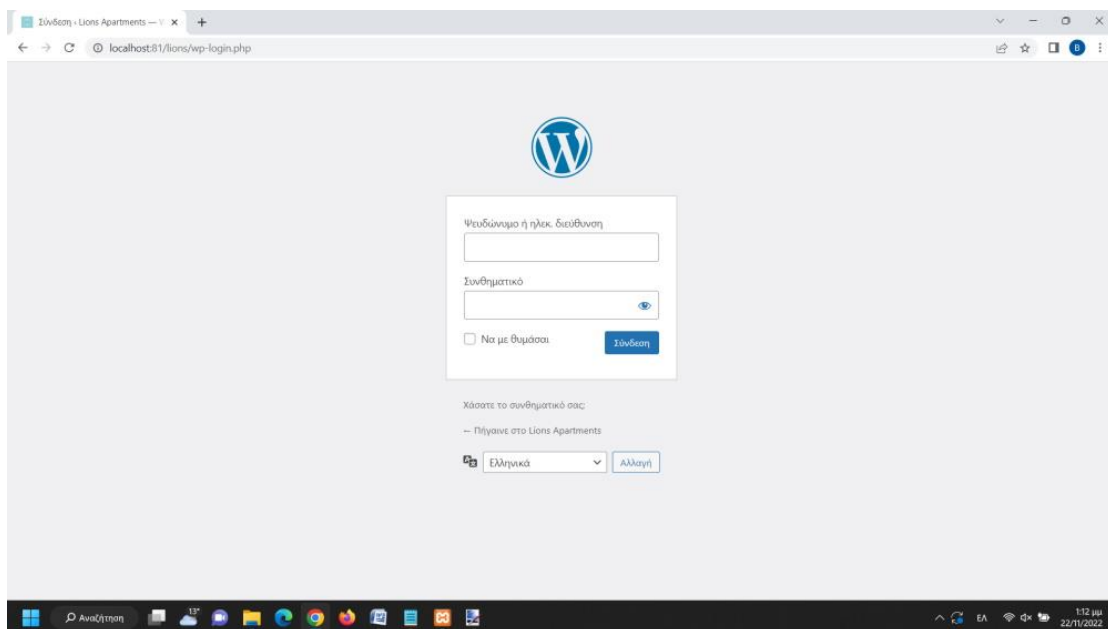 Σύνδεση ‹ Lions Apartments — W
localhost:81/lions/wp-login.php
B
Ψευδώνυμο ή ηλεκ. διεύθυνση
Συνθηματικό
Να με θυμάσαι
Σύνδεση
Χάσατε το συνθηματικό σας;
← Πήγαινε στο Lions Apartments
Ελληνικά
Αλλαγή
Αναζήτηση
13°
ΕΛ
1:12 μμ
22/11/2022